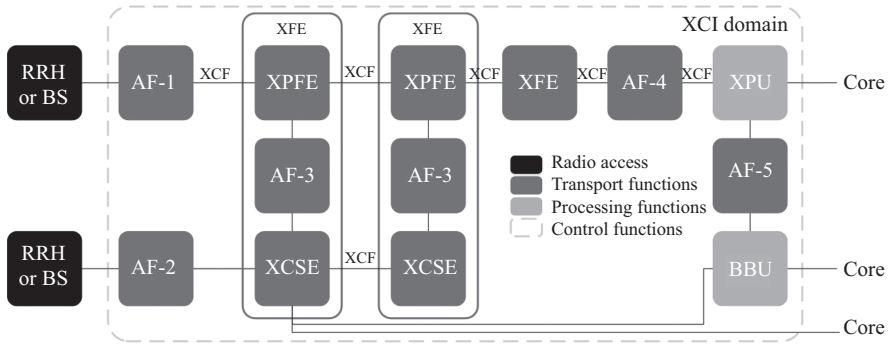 XFE
XFE
XCI domain
RRH
or BS
AF-1
XCF
XPFE
XCF
XPFE
XCF
XFE
XCF
AF-4
XCF
XPU
Core
AF-3
AF-3
AF-5
Radio access
Transport functions
Processing functions
Control functions
RRH
or BS
AF-2
XCSE
XCF
XCSE
BBU
Core
Core